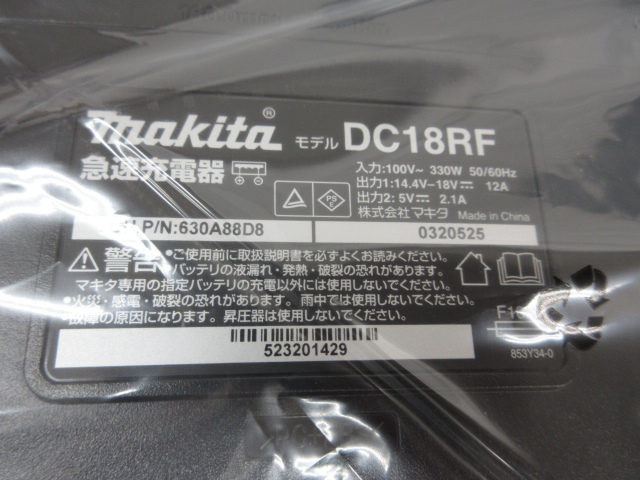 makita® モデル DC18RF
急速充電器
入力:100V~ 330W 50/60Hz
出力1:14.4V-18V⎓ 12A
出力2:5V⎓ 2.1A
株式会社マキタ Made in China
PS
E
P/N:630A88D8
0320525
⚠警告 ●ご使用前に取扱説明書を必ずよくお読みください。
バッテリの液漏れ・発熱・破裂の恐れがあります。
マキタ専用の指定バッテリの充電以外には使用しないでください。
●火災・感電・破裂の恐れがあります。雨中では使用しないでください。
故障の原因になります。昇圧器は使用しないでください。
853Y34-0
523201429